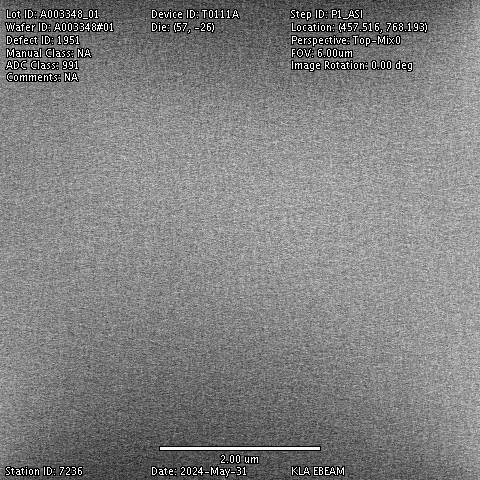 Lot ID: A003348_01 Device ID: T0111A Step ID: P1_ASI
Wafer ID: A003348#01 Die: (57, -26) Location: (457.516, 768.193)
Defect ID: 1951 Perspective: Top-Mix0
Manual Class: NA FOV: 6.00um
ADC Class: 991 Image Rotation: 0.00 deg
Comments: NA
2.00 um
Station ID: 7236 Date: 2024-May-31 KLA EBEAM